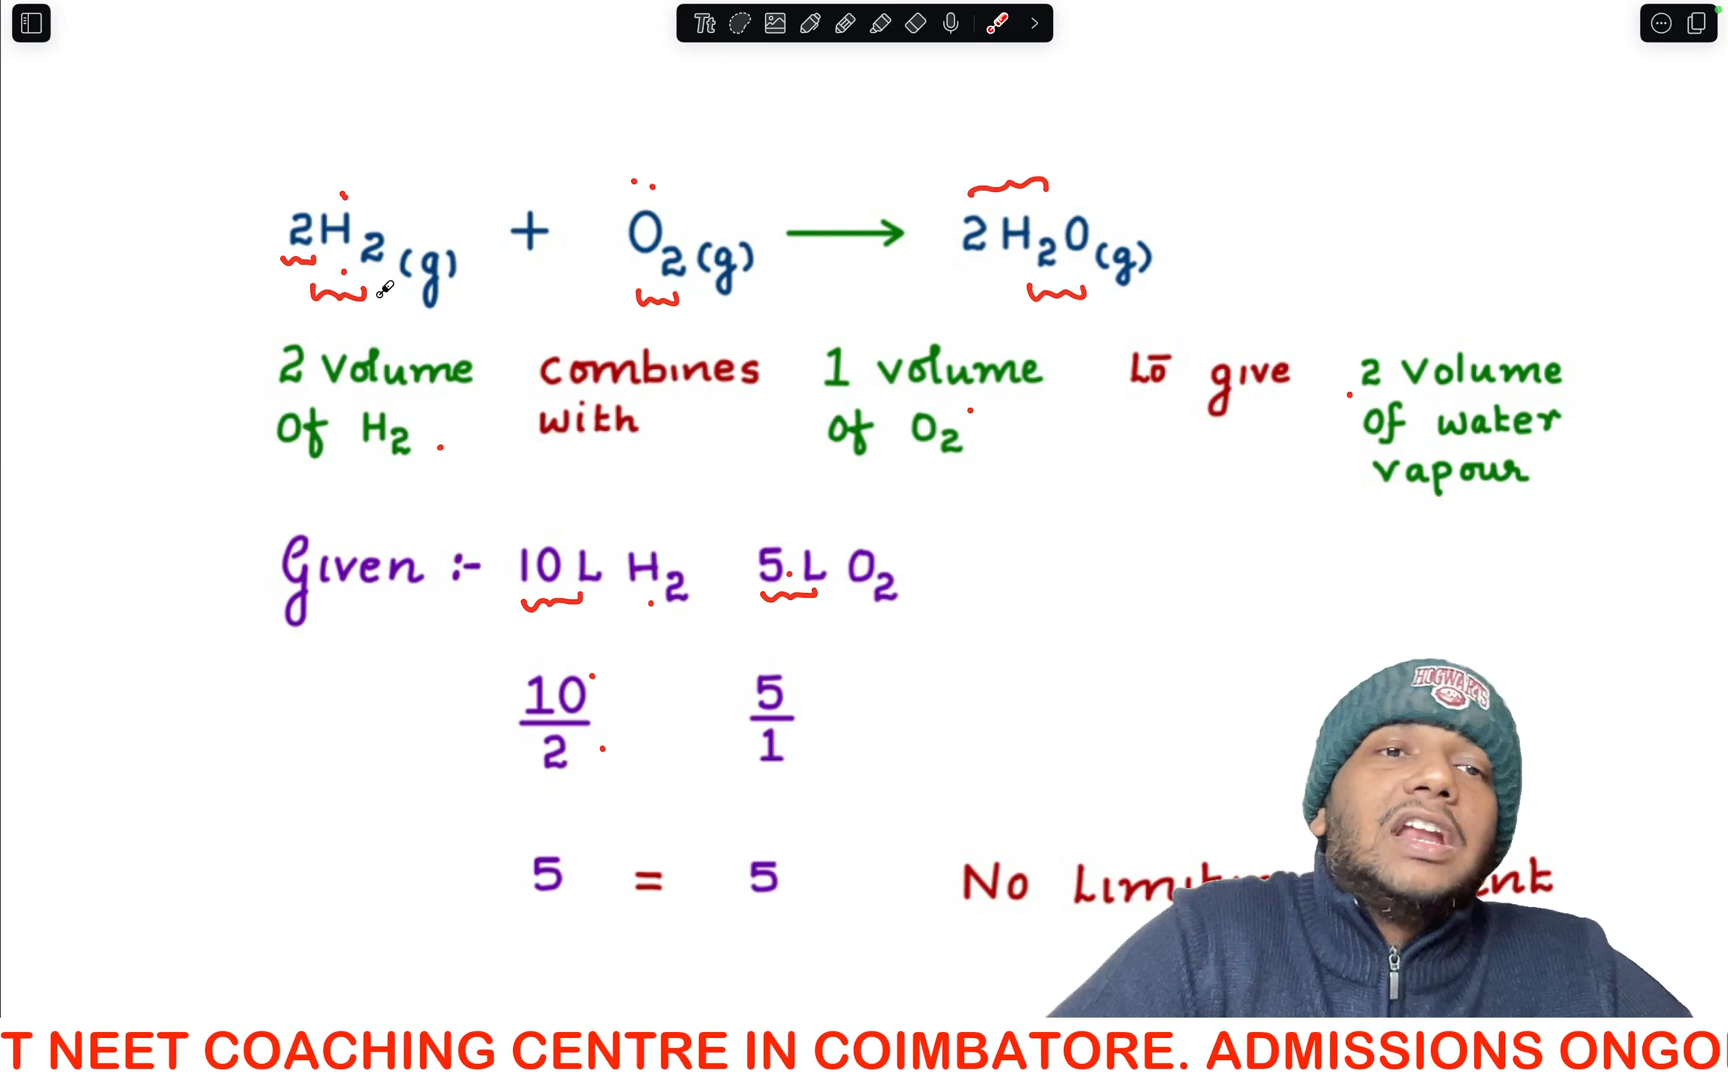 2H2(g) + O2(g) → 2H2O(g)
2 Volume combines 1 volume to give 2 Volume
Of H2 with of O2 Of water
vapour
Given :- 10 L H2 5 L O2
10/2 5/1
5 = 5 No
HOGWARTS
T NEET COACHING CENTRE IN COIMBATORE. ADMISSIONS ONGO